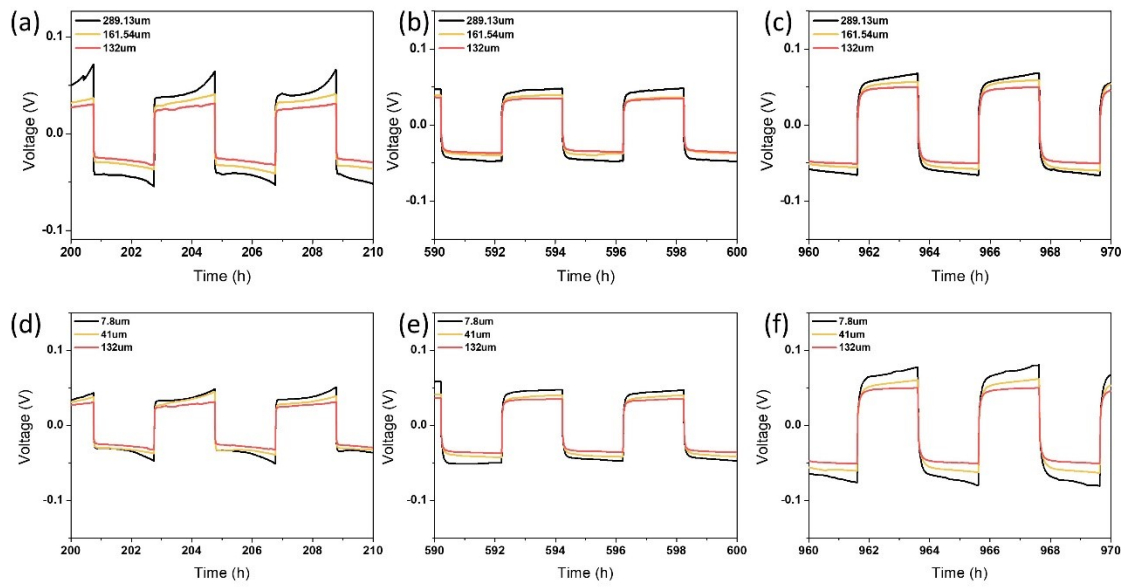 (a)
289.13um
161.54um
132um
0.1
0.0
-0.1
Voltage (V)
200 202 204 206 208 210
Time (h)
(b)
289.13um
161.54um
132um
0.1
0.0
-0.1
Voltage (V)
590 592 594 596 598 600
Time (h)
(c)
289.13um
161.54um
132um
0.1
0.0
-0.1
Voltage (V)
960 962 964 966 968 970
Time (h)
(d)
7.8um
41um
132um
0.1
0.0
-0.1
Voltage (V)
200 202 204 206 208 210
Time (h)
(e)
7.8um
41um
132um
0.1
0.0
-0.1
Voltage (V)
590 592 594 596 598 600
Time (h)
(f)
7.8um
41um
132um
0.1
0.0
-0.1
Voltage (V)
960 962 964 966 968 970
Time (h)